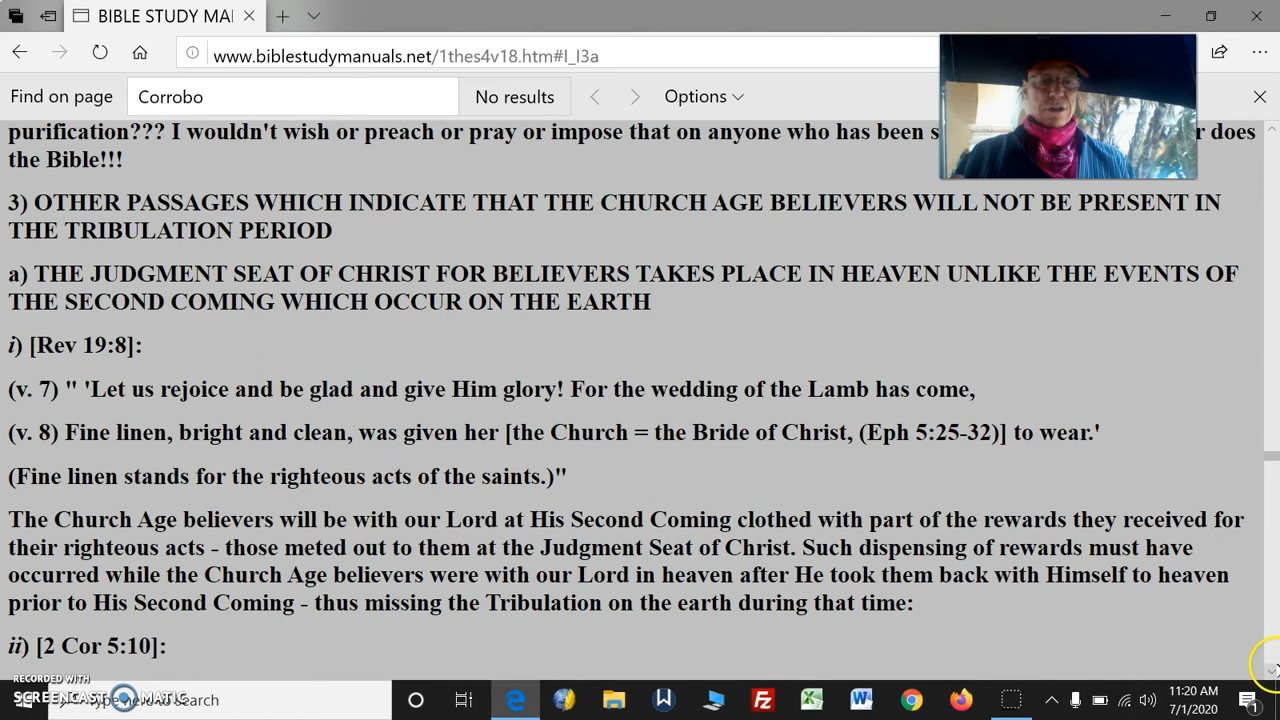 BIBLE STUDY MAI
www.biblestudymanuals.net/1thes4v18.htm#I_I3a
Find on page
Corrobo
No results
Options
purification??? I wouldn't wish or preach or pray or impose that on anyone who has been s
r does
the Bible!!!
3) OTHER PASSAGES WHICH INDICATE THAT THE CHURCH AGE BELIEVERS WILL NOT BE PRESENT IN
THE TRIBULATION PERIOD
a) THE JUDGMENT SEAT OF CHRIST FOR BELIEVERS TAKES PLACE IN HEAVEN UNLIKE THE EVENTS OF
THE SECOND COMING WHICH OCCUR ON THE EARTH
i) [Rev 19:8]:
(v. 7) " 'Let us rejoice and be glad and give Him glory! For the wedding of the Lamb has come,
(v. 8) Fine linen, bright and clean, was given her [the Church = the Bride of Christ, (Eph 5:25-32)] to wear.'
(Fine linen stands for the righteous acts of the saints.)"
The Church Age believers will be with our Lord at His Second Coming clothed with part of the rewards they received for
their righteous acts - those meted out to them at the Judgment Seat of Christ. Such dispensing of rewards must have
occurred while the Church Age believers were with our Lord in heaven after He took them back with Himself to heaven
prior to His Second Coming - thus missing the Tribulation on the earth during that time:
ii) [2 Cor 5:10]:
RECORDED WITH
SCREENCAST MATIC
Type here to search
11:20 AM
7/1/2020